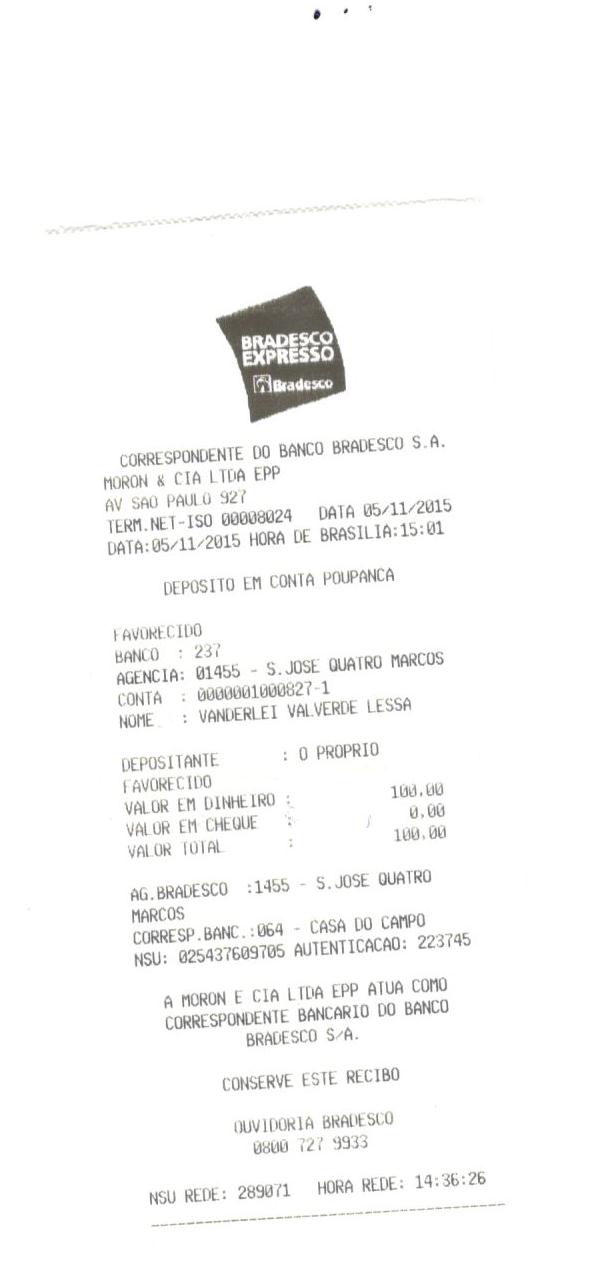 BRADESCO
EXPRESSO
Bradesco
CORRESPONDENTE DO BANCO BRADESCO S.A.
MORON & CIA LTDA EPP
AV SAO PAULO 927
TERM.NET-ISO 00008024 DATA 05/11/2015
DATA:05/11/2015 HORA DE BRASILIA:15:01
DEPOSITO EM CONTA POUPANCA
FAVORECIDO
BANCO : 237
AGENCIA: 01455 - S.JOSE QUATRO MARCOS
CONTA : 0000001000827-1
NOME : VANDERLEI VALVERDE LESSA
DEPOSITANTE : O PROPRIO
FAVORECIDO
VALOR EM DINHEIRO : 100,00
VALOR EM CHEQUE : 0,00
VALOR TOTAL : 100,00
AG.BRADESCO :1455 - S.JOSE QUATRO
MARCOS
CORRESP.BANC.:064 - CASA DO CAMPO
NSU: 025437609705 AUTENTICACAO: 223745
A MORON E CIA LTDA EPP ATUA COMO
CORRESPONDENTE BANCARIO DO BANCO
BRADESCO S/A.
CONSERVE ESTE RECIBO
OUVIDORIA BRADESCO
0800 727 9933
NSU REDE: 289071 HORA REDE: 14:36:26